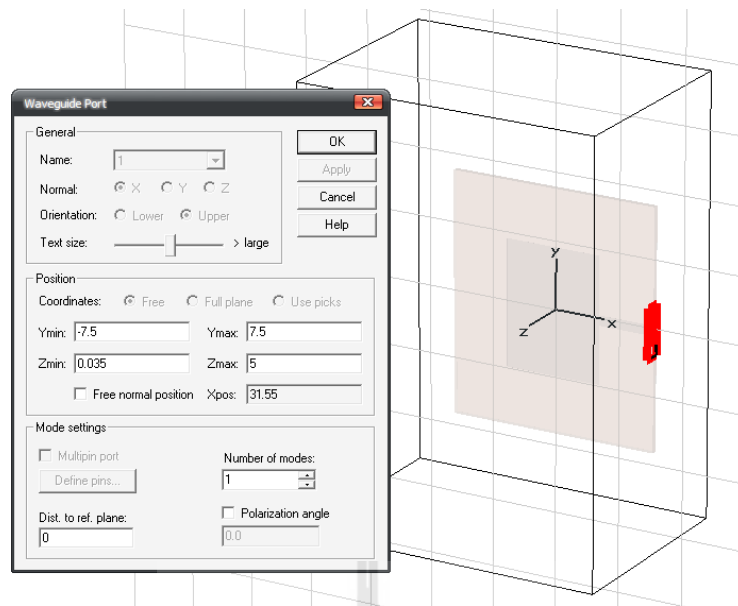 Waveguide Port
General
Name: 1
Normal: X Y Z
Orientation: Lower Upper
Text size: > large
OK
Apply
Cancel
Help
Position
Coordinates: Free Full plane Use picks
Ymin: -7.5 Ymax: 7.5
Zmin: 0.035 Zmax: 5
Free normal position Xpos: 31.55
Mode settings
Multipin port
Define pins...
Number of modes:
1
Dist. to ref. plane:
0
Polarization angle
0.0
y
z
x